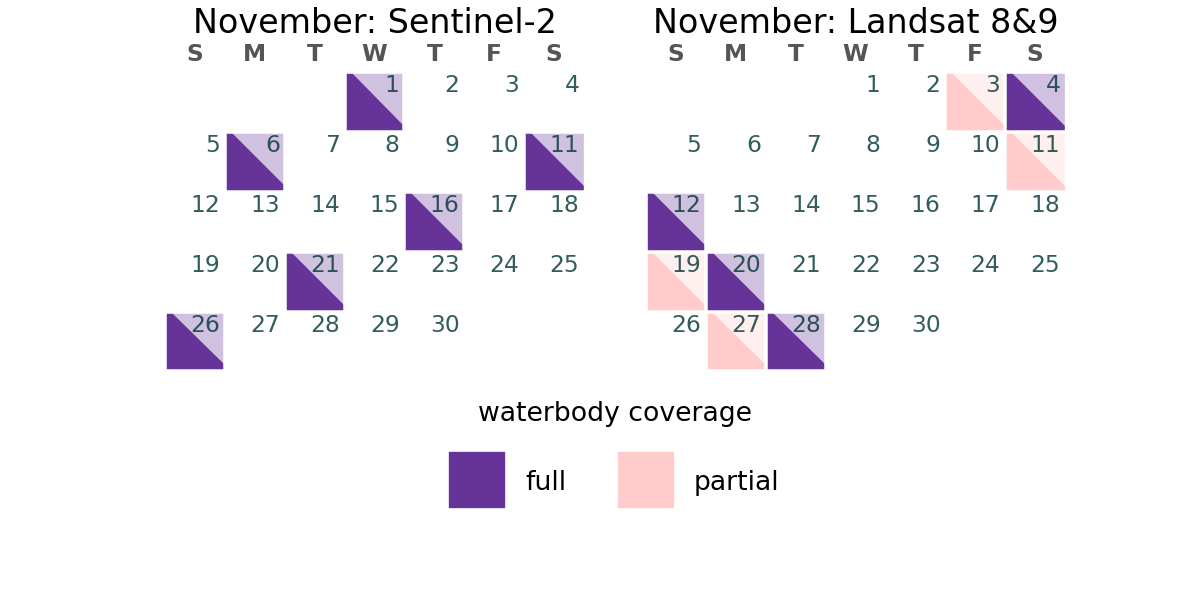 November: Sentinel-2
S M T W T F S
1 2 3 4
5 6 7 8 9 10 11
12 13 14 15 16 17 18
19 20 21 22 23 24 25
26 27 28 29 30
November: Landsat 8&9
S M T W T F S
1 2 3 4
5 6 7 8 9 10 11
12 13 14 15 16 17 18
19 20 21 22 23 24 25
26 27 28 29 30
waterbody coverage
full
partial